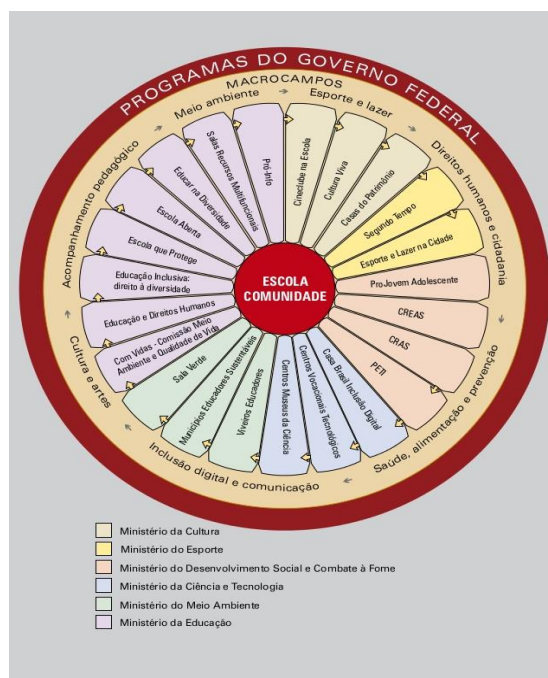 PROGRAMAS DO GOVERNO FEDERAL
MACROCAMPOS
Esporte e lazer
Direitos humanos e cidadania
Saúde, alimentação e prevenção
Inclusão digital e comunicação
Cultura e artes
Acompanhamento pedagógico
Meio ambiente
Cineclube na Escola
Cultura Viva
Casas do Patrimônio
Segundo Tempo
Esporte e Lazer na Cidade
ProJovem Adolescente
CREAS
CRAS
PETI
Casa Brasil Inclusão Digital
Centros Vocacionais Tecnológicos
Centros Museus da Ciência
Viveiros Educadores
Municípios Educadores Sustentáveis
Sala Verde
Com Vidas - Comissão Meio
Ambiente e Qualidade de Vida
Educação e Direitos Humanos
Educação Inclusiva:
direito à diversidade
Escola que Protege
Escola Aberta
Educar na Diversidade
Salas Recursos Multifuncionais
Pró-Info
ESCOLA
COMUNIDADE
Ministério da Cultura
Ministério do Esporte
Ministério do Desenvolvimento Social e Combate à Fome
Ministério da Ciência e Tecnologia
Ministério do Meio Ambiente
Ministério da Educação